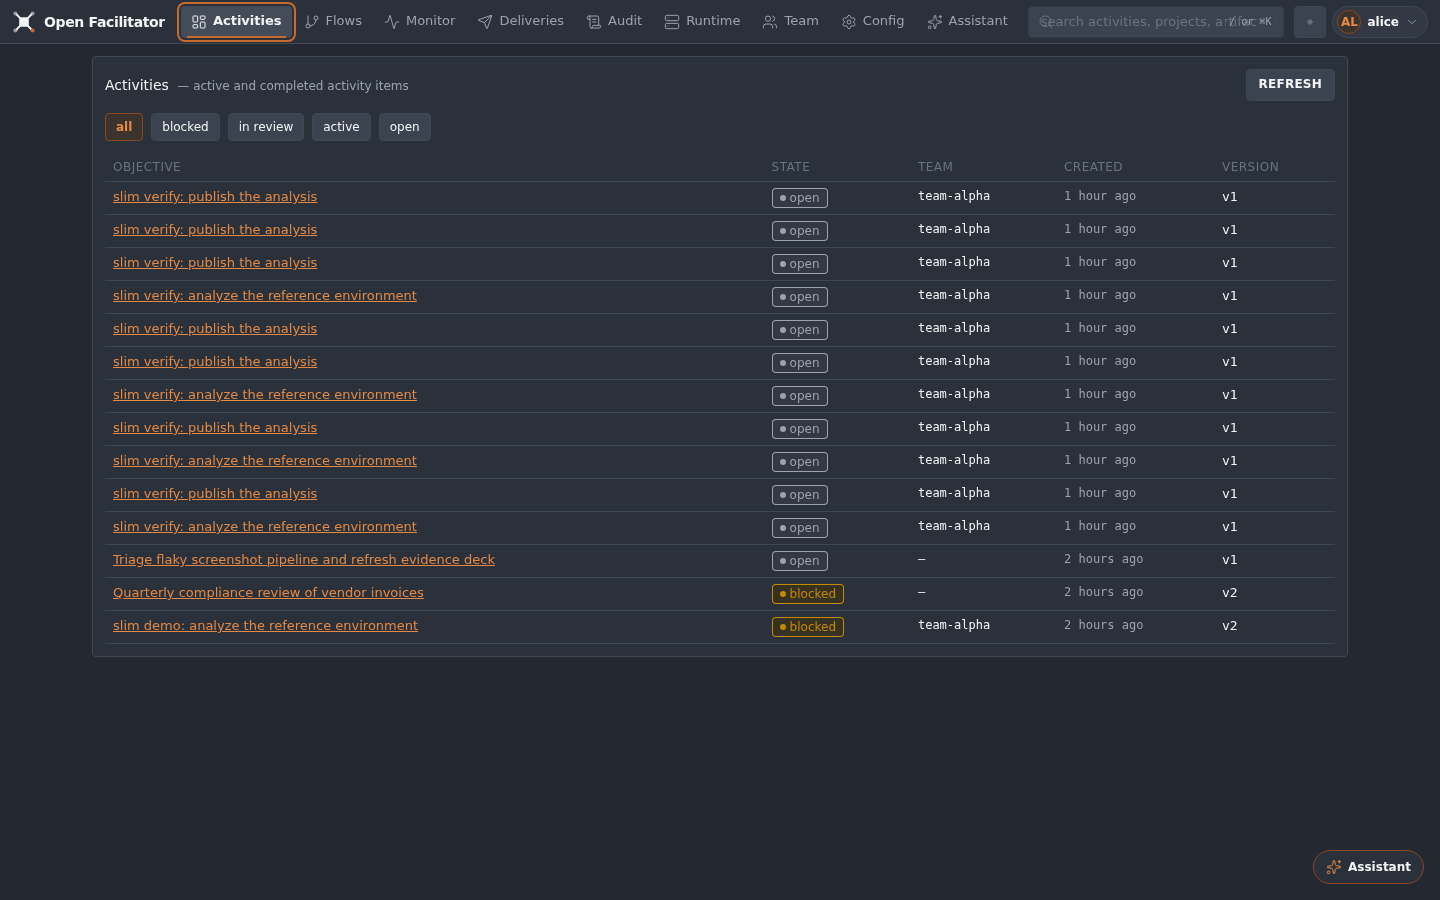 Open Facilitator Activities Flows Monitor Deliveries Audit Runtime Team Config Assistant Search activities, projects, / or ⌘K AL alice
Activities — active and completed activity items REFRESH
all blocked in review active open
OBJECTIVE STATE TEAM CREATED VERSION
slim verify: publish the analysis open team-alpha 1 hour ago v1
slim verify: publish the analysis open team-alpha 1 hour ago v1
slim verify: publish the analysis open team-alpha 1 hour ago v1
slim verify: analyze the reference environment open team-alpha 1 hour ago v1
slim verify: publish the analysis open team-alpha 1 hour ago v1
slim verify: publish the analysis open team-alpha 1 hour ago v1
slim verify: analyze the reference environment open team-alpha 1 hour ago v1
slim verify: publish the analysis open team-alpha 1 hour ago v1
slim verify: analyze the reference environment open team-alpha 1 hour ago v1
slim verify: publish the analysis open team-alpha 1 hour ago v1
slim verify: analyze the reference environment open team-alpha 1 hour ago v1
Triage flaky screenshot pipeline and refresh evidence deck open — 2 hours ago v1
Quarterly compliance review of vendor invoices blocked — 2 hours ago v2
slim demo: analyze the reference environment blocked team-alpha 2 hours ago v2
Assistant